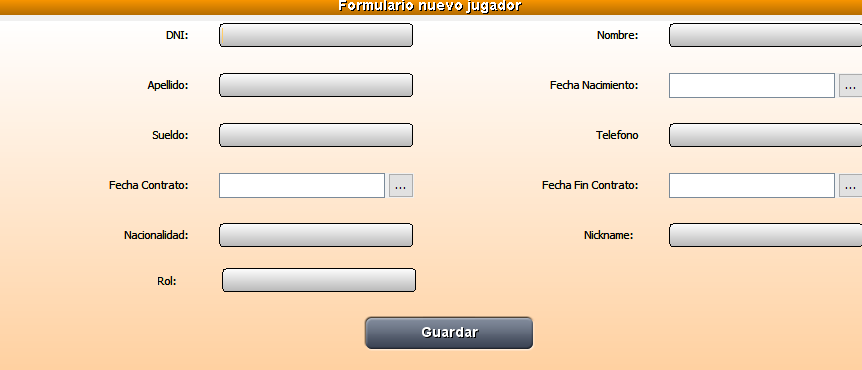 Formulario nuevo jugador
DNI: Nombre:
Apellido: Fecha Nacimiento: ...
Sueldo: Telefono
Fecha Contrato: ... Fecha Fin Contrato: ...
Nacionalidad: Nickname:
Rol:
Guardar